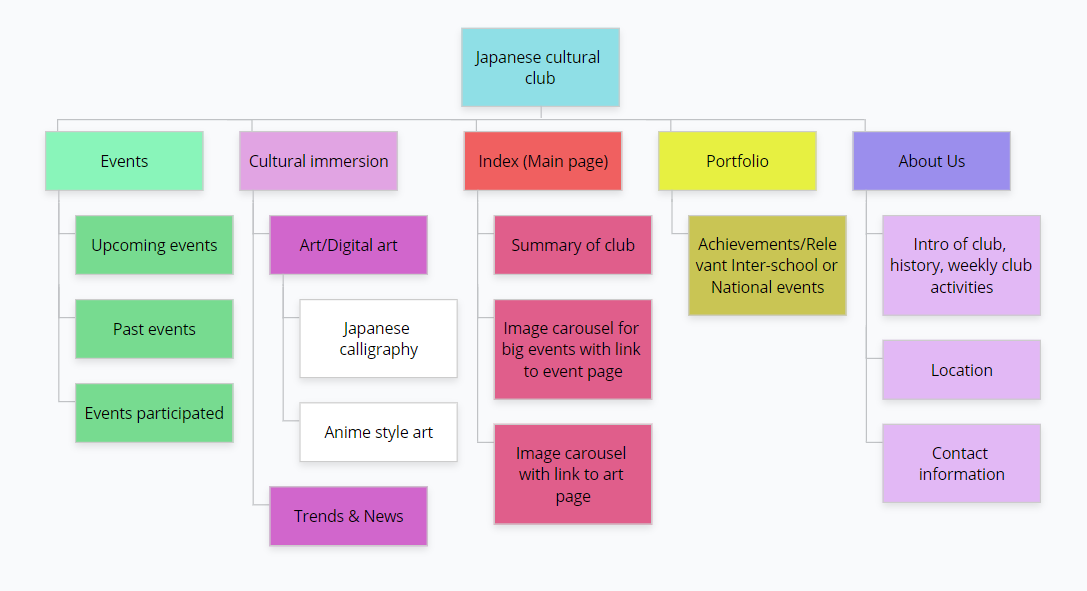 Japanese cultural
club
Events
Cultural immersion
Index (Main page)
Portfolio
About Us
Upcoming events
Past events
Events participated
Art/Digital art
Japanese
calligraphy
Anime style art
Trends & News
Summary of club
Image carousel for
big events with link
to event page
Image carousel
with link to art
page
Achievements/Rele
vant Inter-school or
National events
Intro of club,
history, weekly club
activities
Location
Contact
information